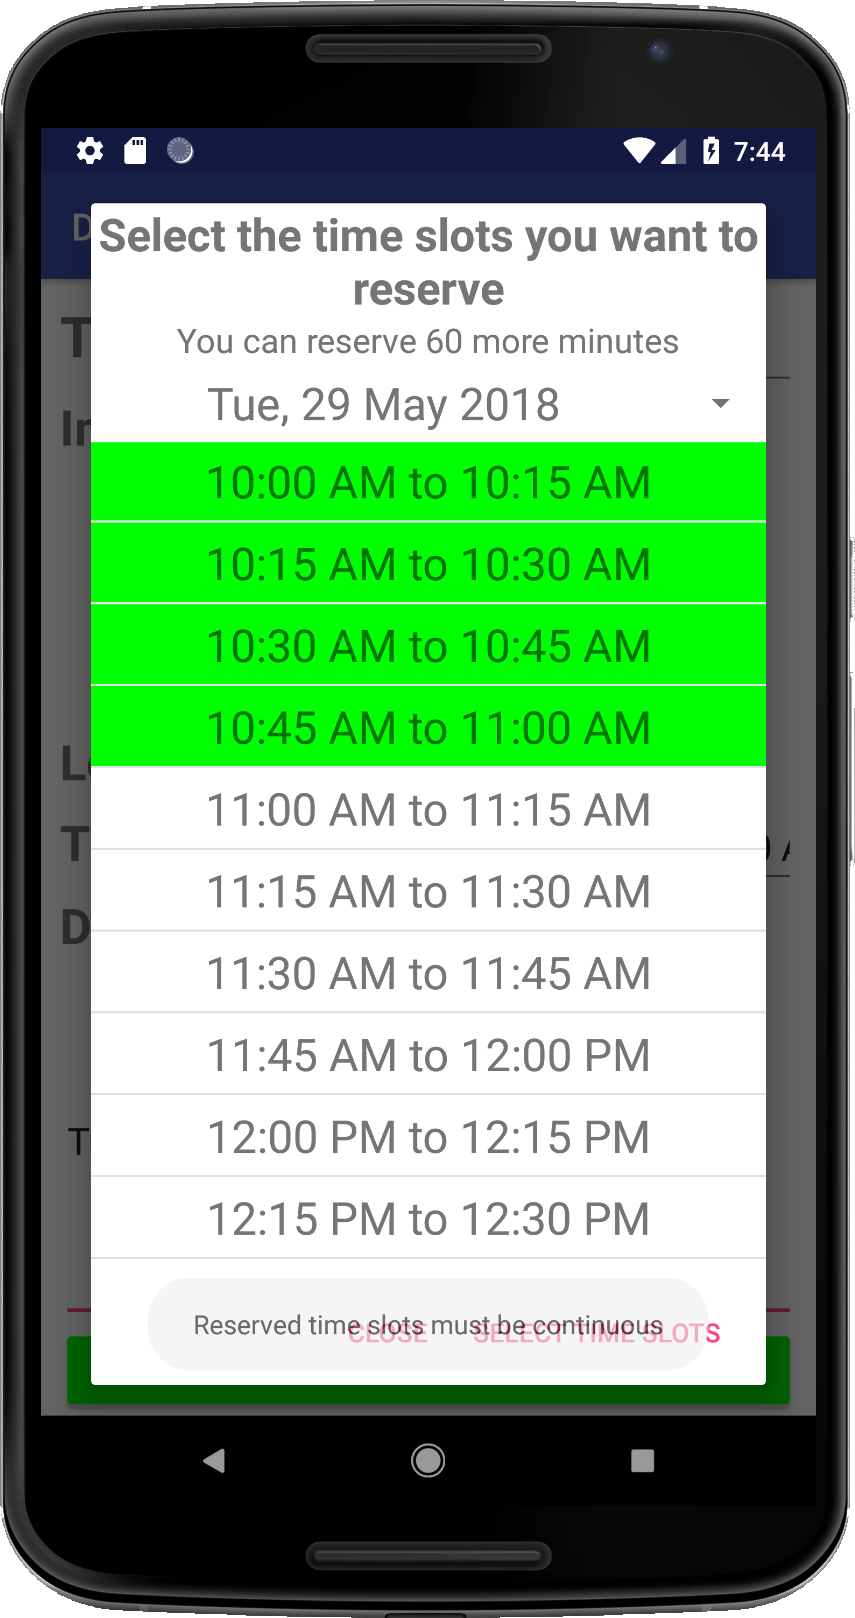 7:44
D
Select the time slots you want to
reserve
You can reserve 60 more minutes
Tue, 29 May 2018
10:00 AM to 10:15 AM
10:15 AM to 10:30 AM
10:30 AM to 10:45 AM
10:45 AM to 11:00 AM
11:00 AM to 11:15 AM
11:15 AM to 11:30 AM
11:30 AM to 11:45 AM
11:45 AM to 12:00 PM
12:00 PM to 12:15 PM
12:15 PM to 12:30 PM
Reserved time slots must be continuous
CLOSE SELECT TIME SLOTS